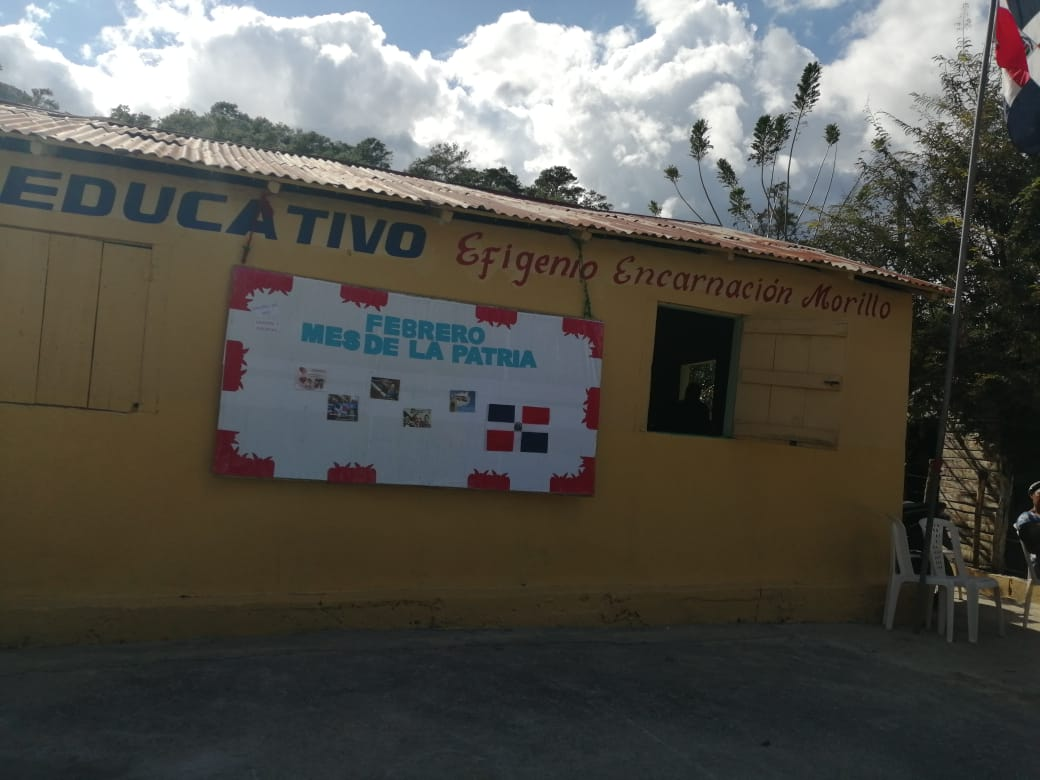 EDUCATIVO Efigenio Encarnación Morillo
FEBRERO
MES DE LA PATRIA